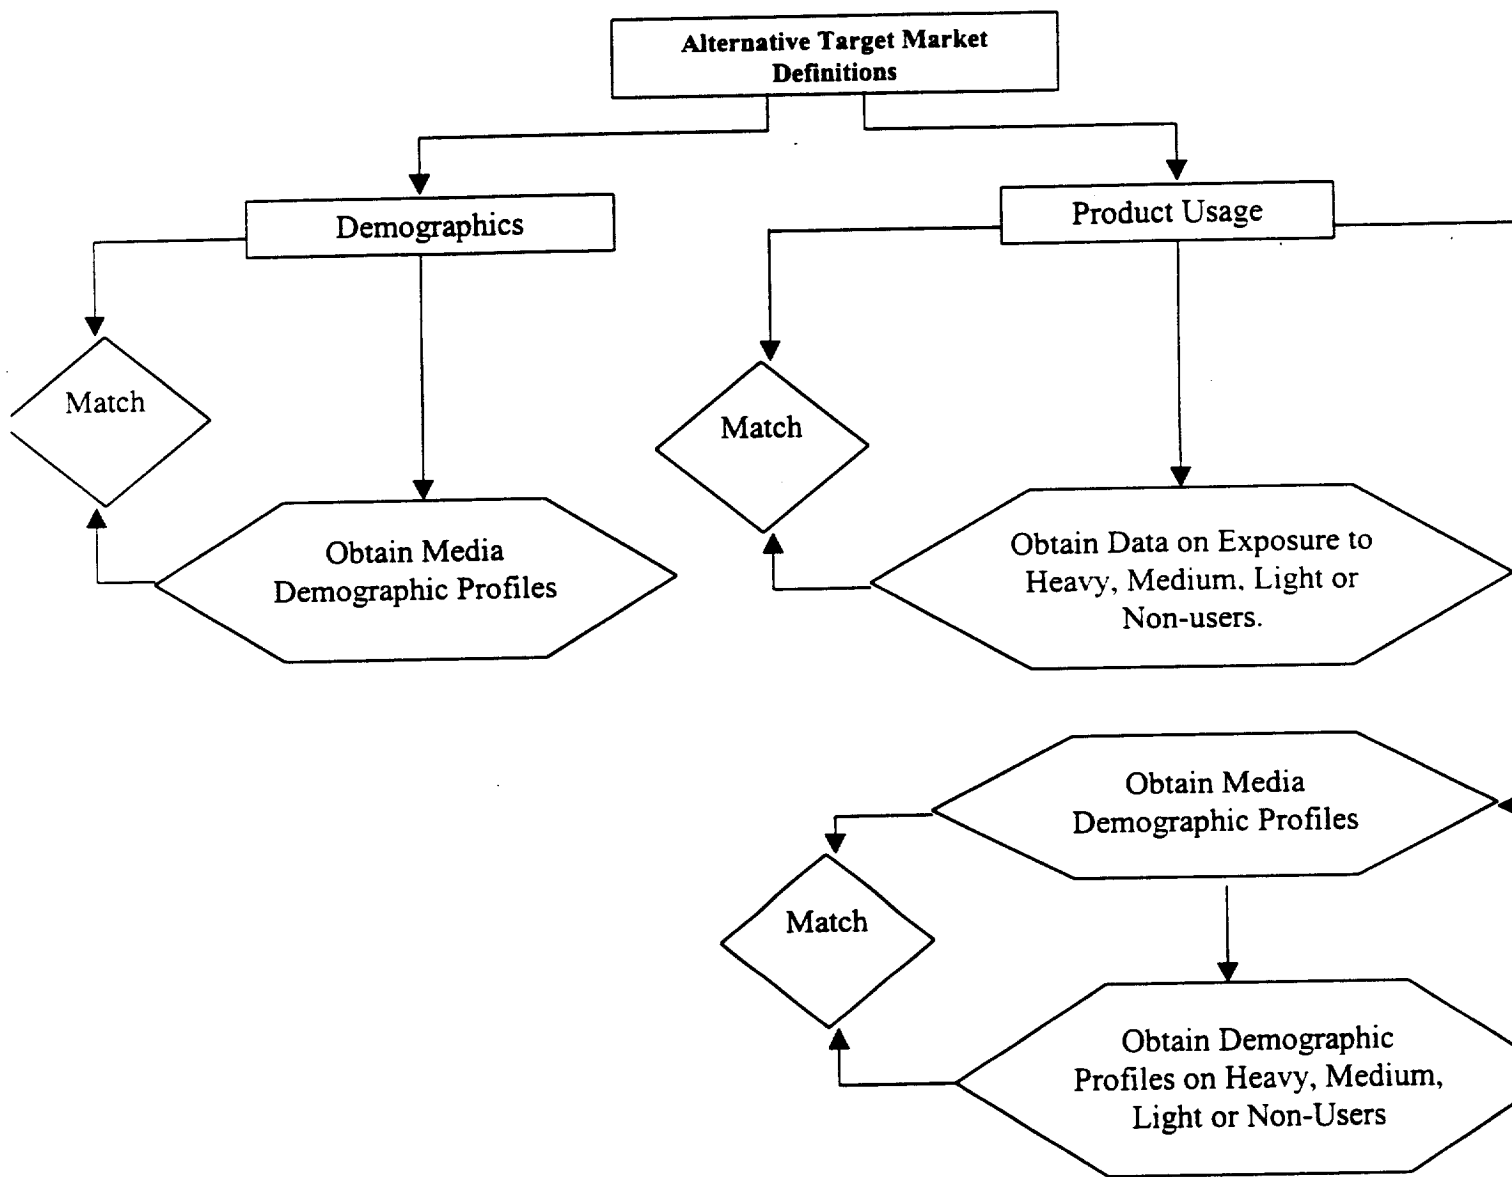 Alternative Target Market
Definitions
Demographics
Product Usage
Match
Match
Obtain Media
Demographic Profiles
Obtain Data on Exposure to
Heavy, Medium, Light or
Non-users.
Obtain Media
Demographic Profiles
Match
Obtain Demographic
Profiles on Heavy, Medium,
Light or Non-Users